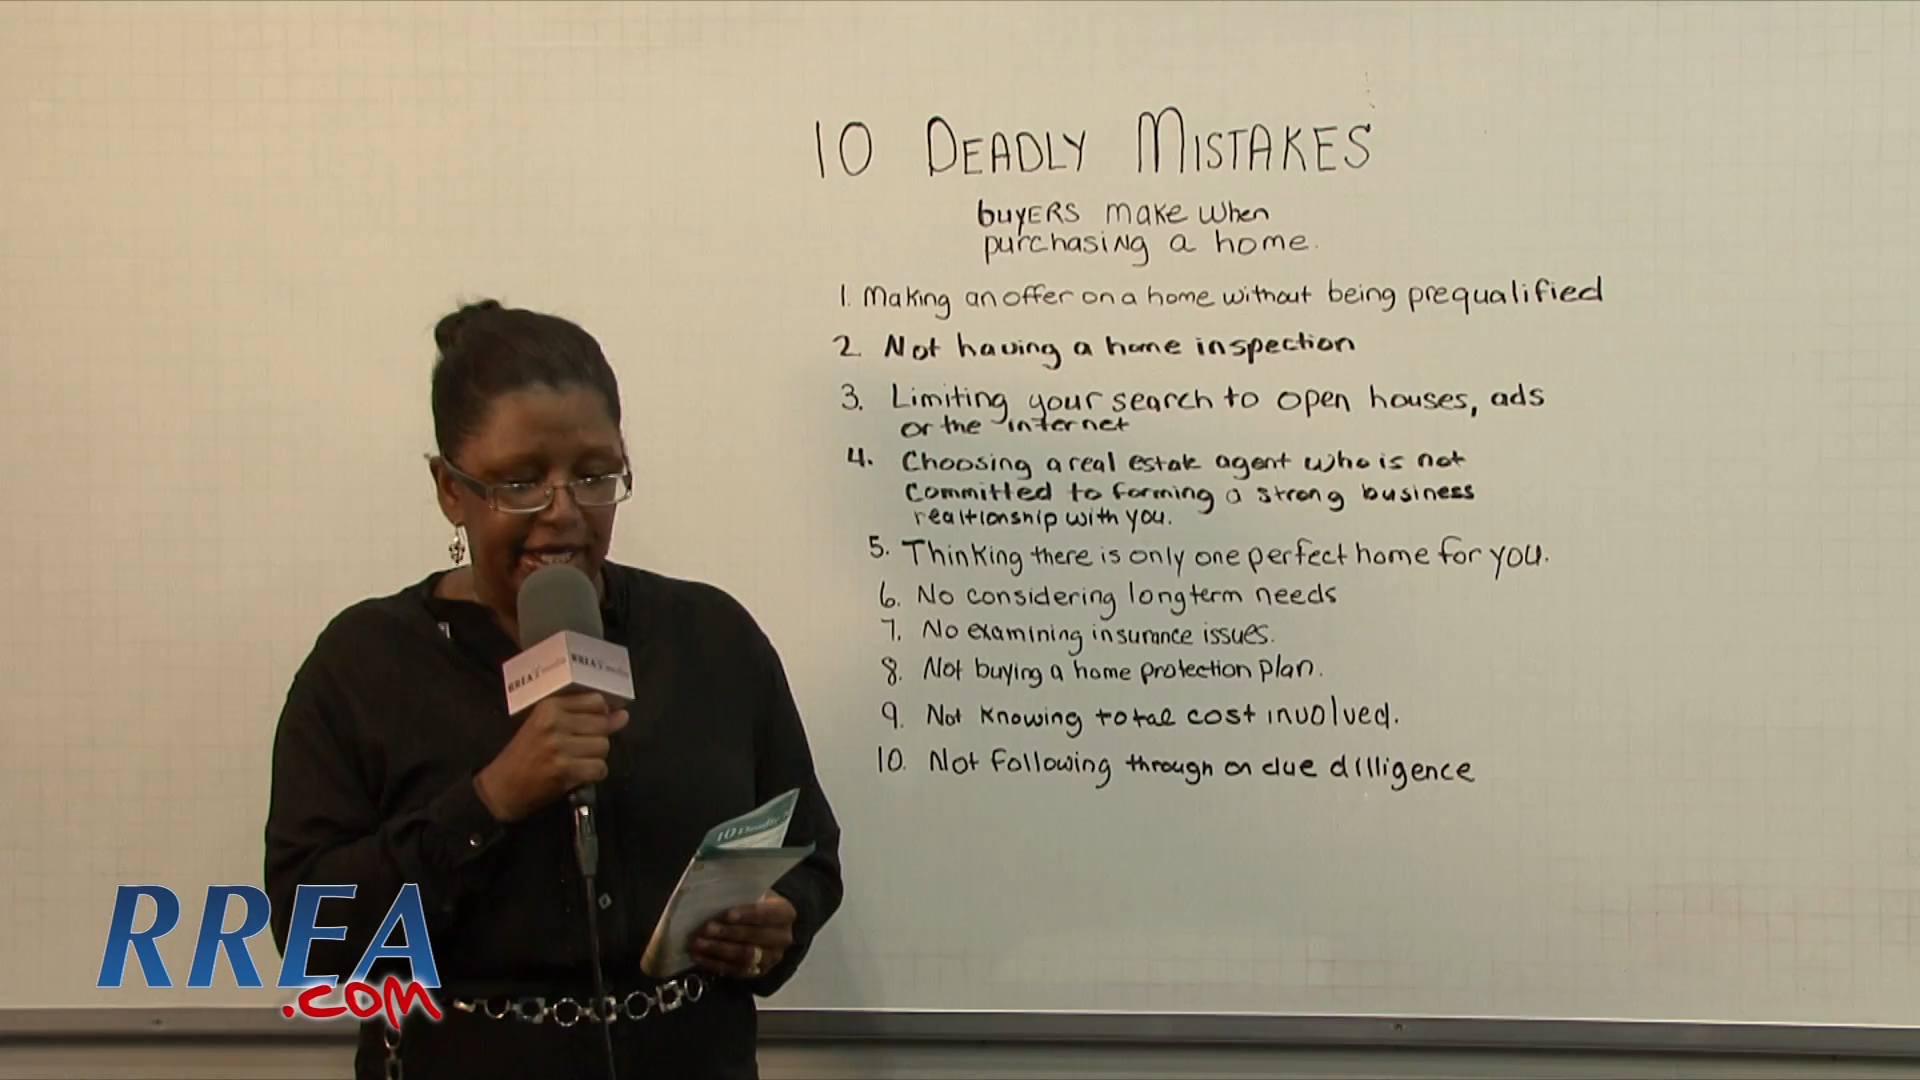 10 DEADLY MISTAKES
buyERS make when
purchasing a home.
1. Making an offer on a home without being prequalified
2. Not having a home inspection
3. Limiting your search to open houses, ads
or the internet
4. Choosing a real estate agent who is not
committed to forming a strong business
realtionship with you.
5. Thinking there is only one perfect home for you.
6. No considering longterm needs
7. No examining insurance issues.
8. Not buying a home protection plan.
9. Not knowing total cost involved.
10. Not following through on due dilligence
RREA
RREA
10 Deadly
RREA
.com